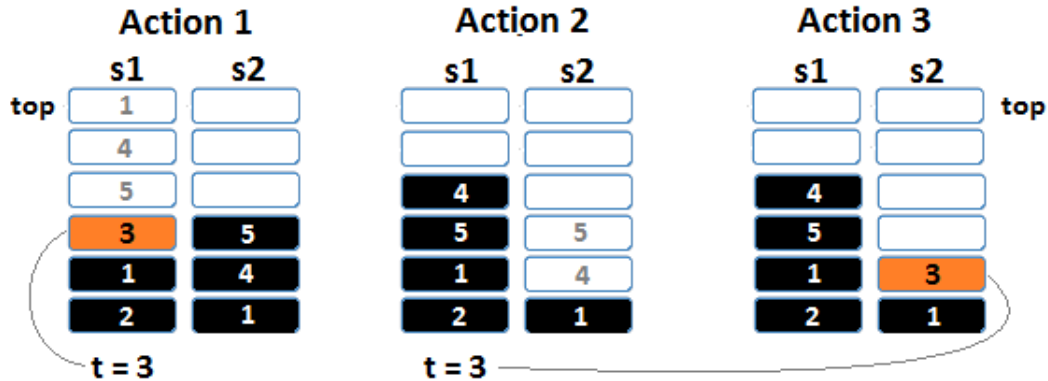 Action 1 Action 2 Action 3
s1 s2 s1 s2 s1 s2
top 1 top
4
5 4 4
3 5 5 5 5
1 4 1 4 1 3
2 1 2 1 2 1
t = 3 t = 3